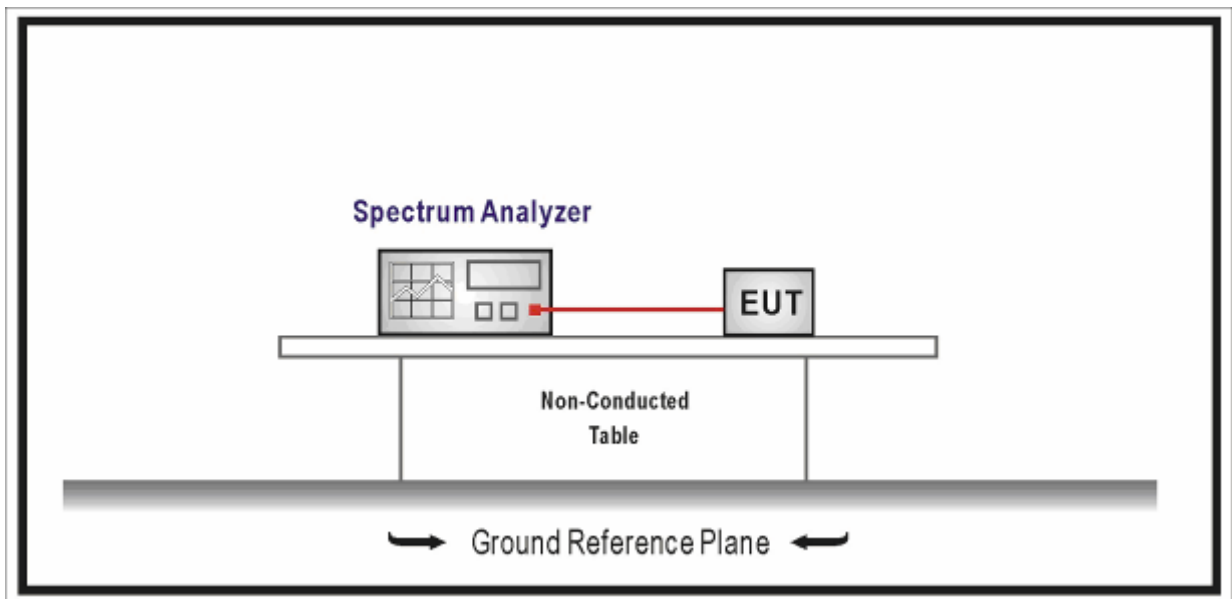 Spectrum Analyzer
EUT
Non-Conducted
Table
Ground Reference Plane